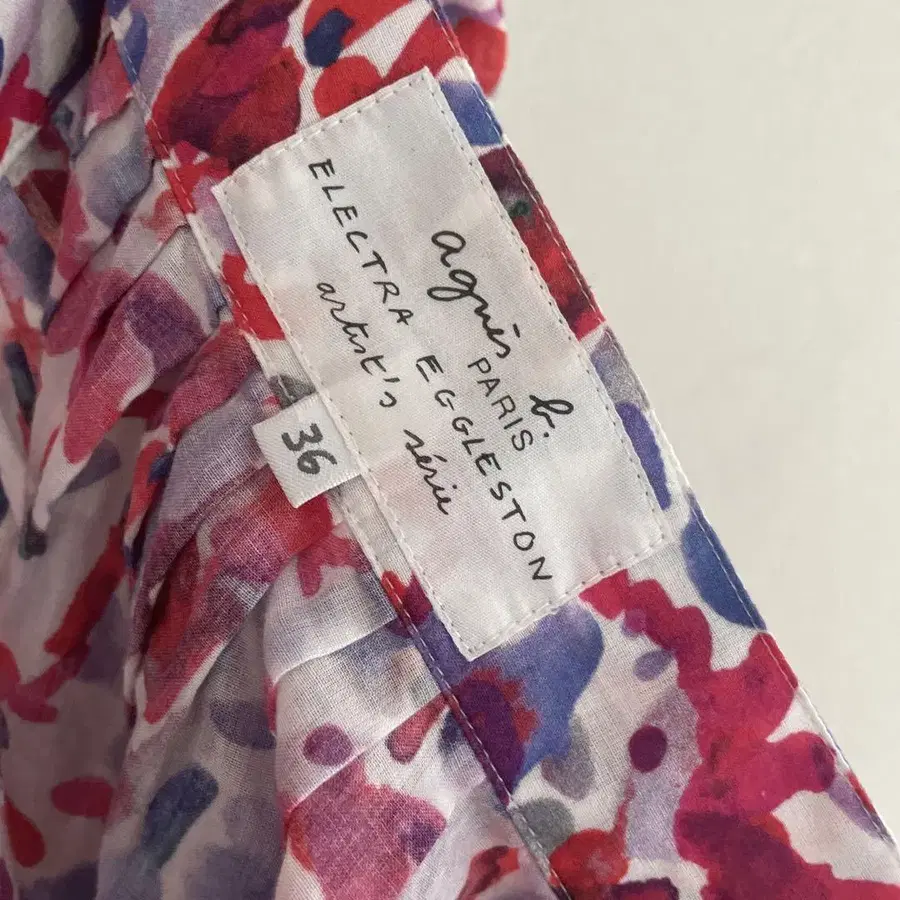 agnès b.
PARIS
ELECTRA EGGLESTON
artist's série
36